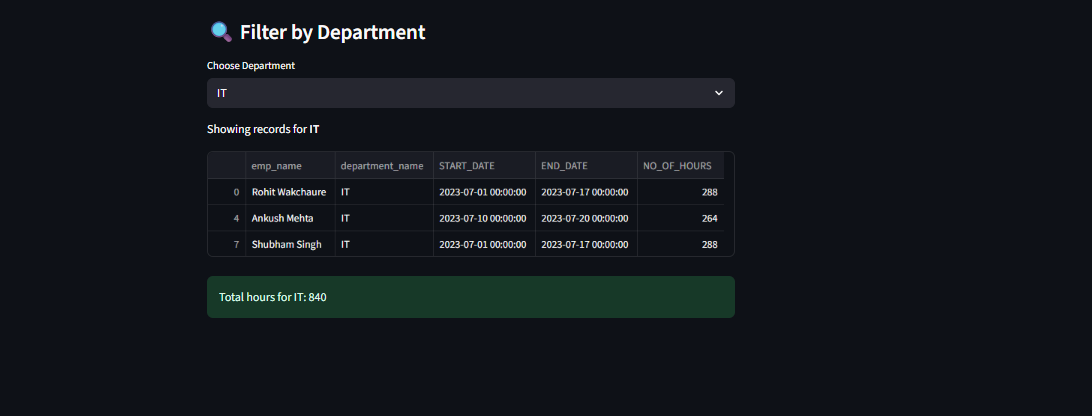 🔍 Filter by Department
Choose Department
IT
Showing records for IT
emp_name department_name START_DATE END_DATE NO_OF_HOURS
0 Rohit Wakchaure IT 2023-07-01 00:00:00 2023-07-17 00:00:00 288
4 Ankush Mehta IT 2023-07-10 00:00:00 2023-07-20 00:00:00 264
7 Shubham Singh IT 2023-07-01 00:00:00 2023-07-17 00:00:00 288
Total hours for IT: 840